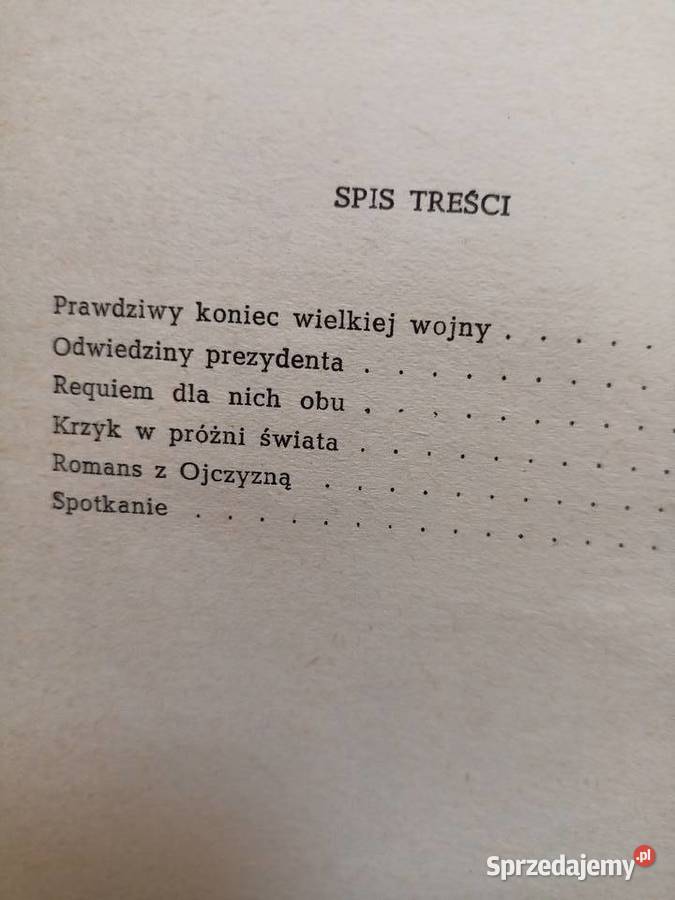 SPIS TREŚCI
Prawdziwy koniec wielkiej wojny . . . . .
Odwiedziny prezydenta . . . . . . . . . .
Requiem dla nich obu . . . . . . . . . .
Krzyk w próżni świata . . . . . . . . . .
Romans z Ojczyzną . . . . . . . . . . .
Spotkanie . . . . . . . . . . . . . . .
Sprzedajemy.pl